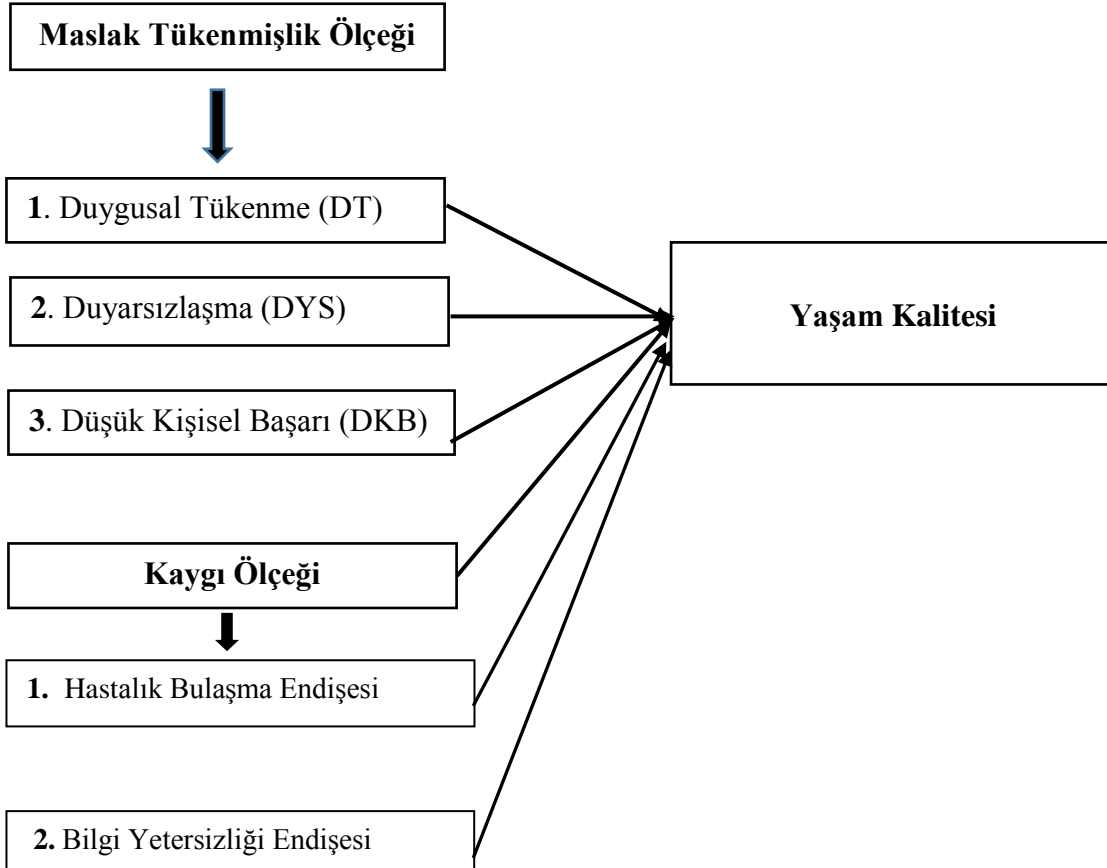 Maslak Tükenmişlik Ölçeği
1. Duygusal Tükenme (DT)
2. Duyarsızlaşma (DYS)
3. Düşük Kişisel Başarı (DKB)
Yaşam Kalitesi
Kaygı Ölçeği
1. Hastalık Bulaşma Endişesi
2. Bilgi Yetersizliği Endişesi